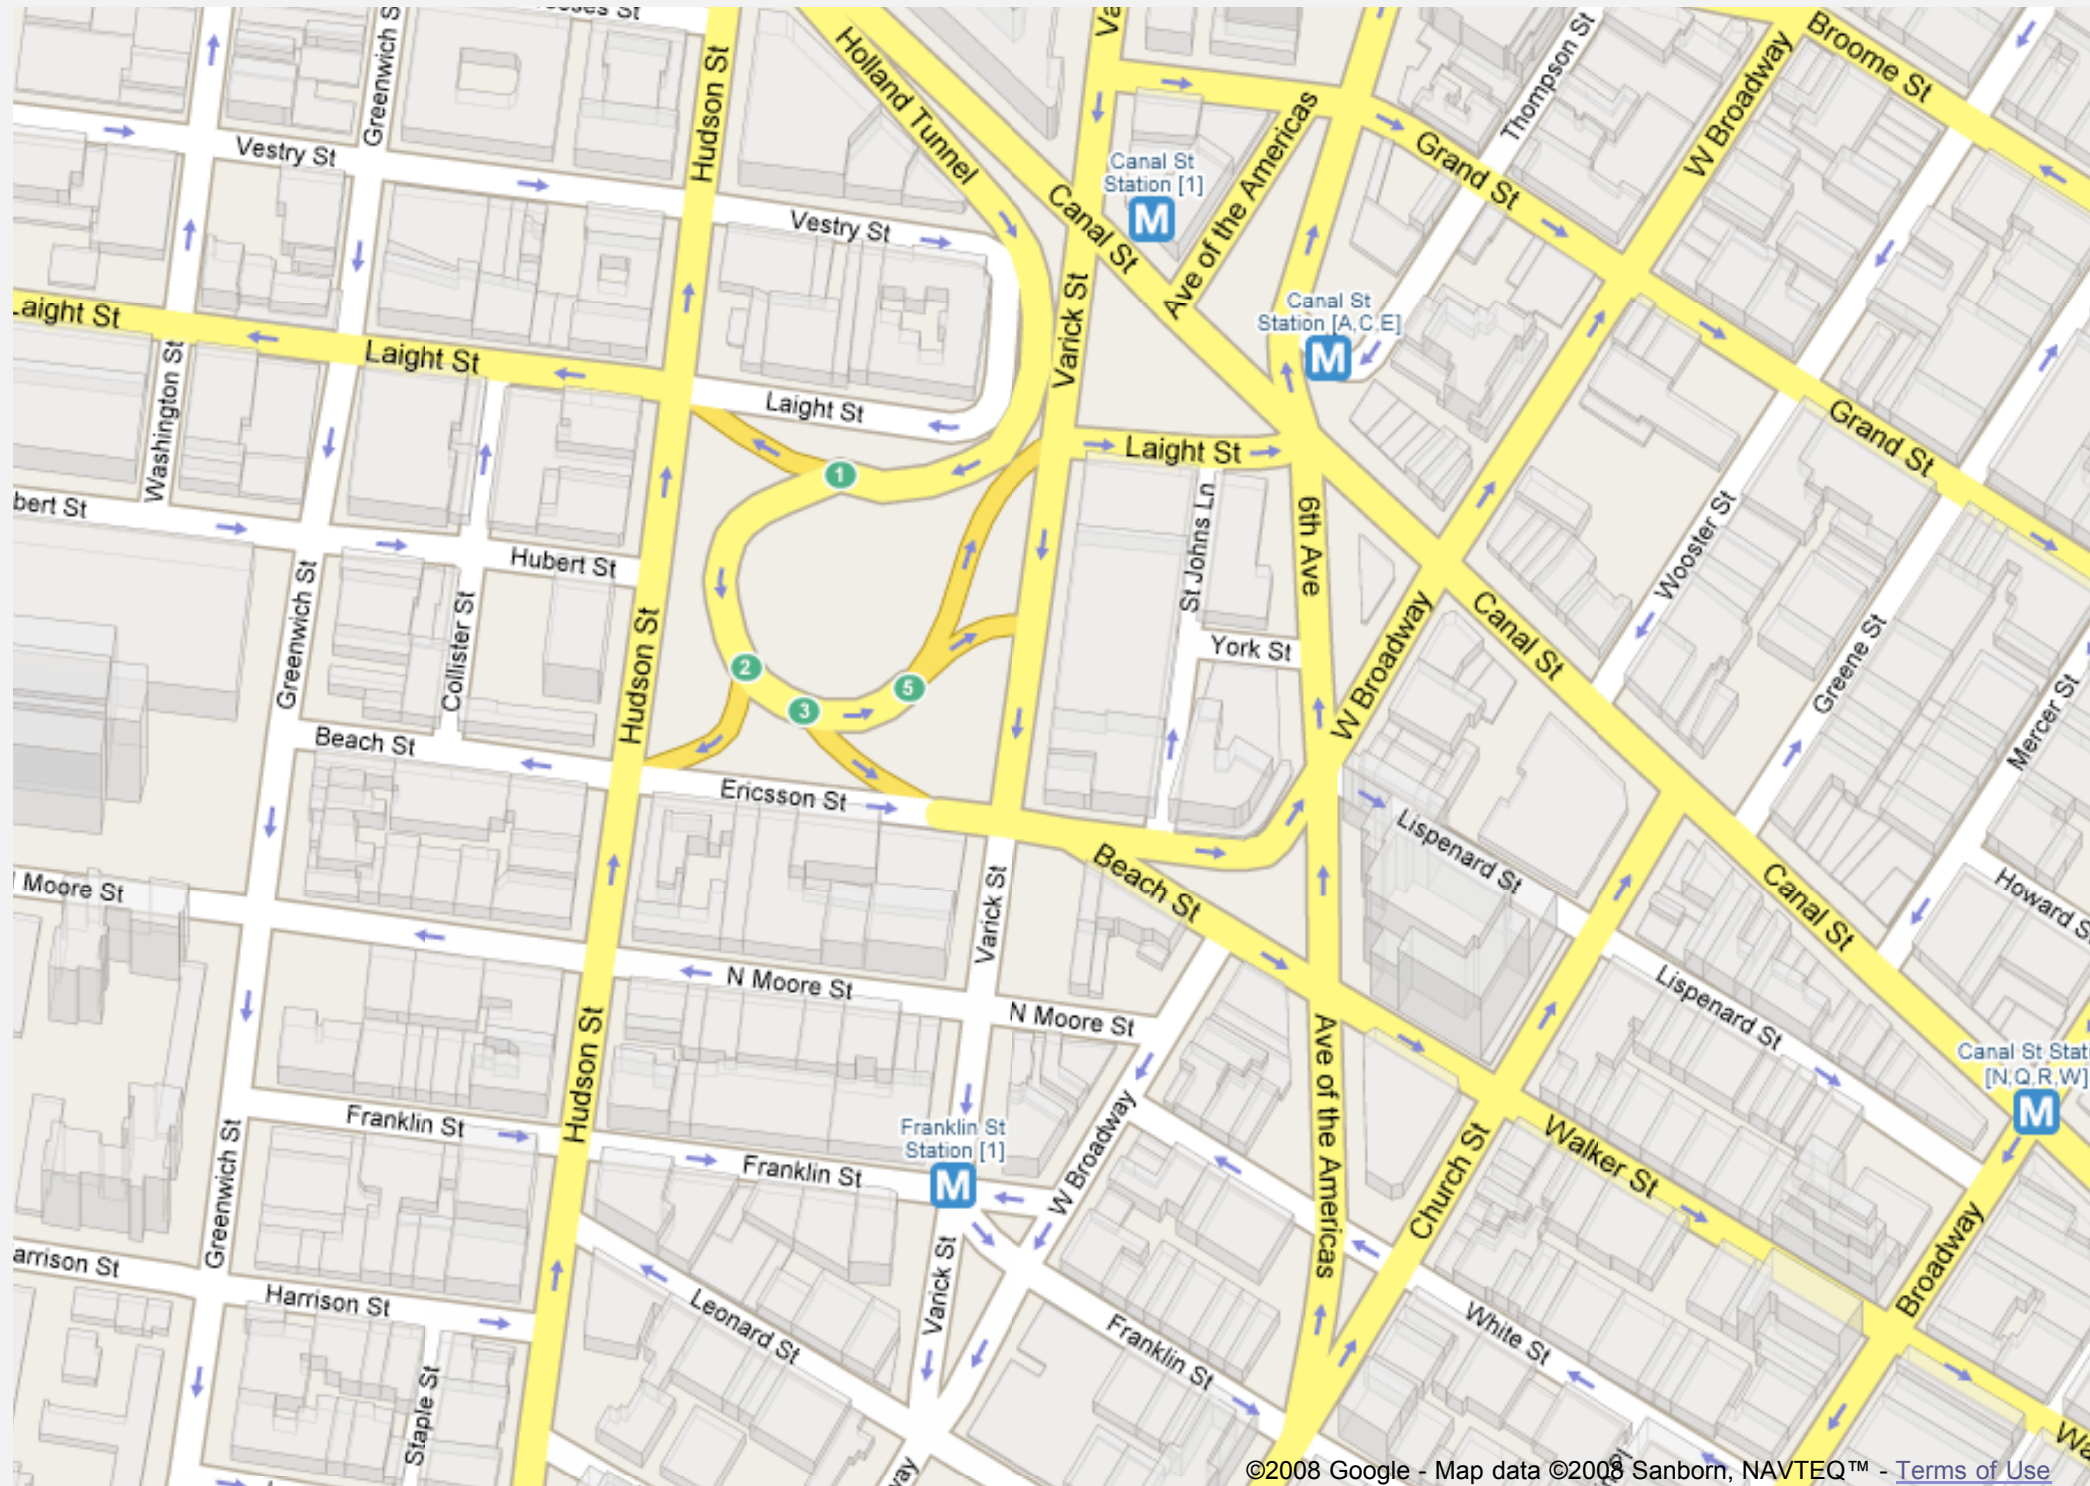 Greenwich S
Hudson St
Holland Tunnel
Thompson St
W Broadway
Broome St
Vestry St
Vestry St
Canal St
Station [1]
M
Canal St
Ave of the Americas
Grand St
Laight St
Laight St
Laight St
Varick St
Canal St
Station [A,C,E]
M
Washington St
Laight St
Grand St
1
bert St
Hubert St
6th Ave
St Johns Ln
Wooster St
Greenwich St
Collister St
Hudson St
2
3
5
York St
W Broadway
Canal St
Greene St
Mercer St
Beach St
Ericsson St
Lispenard St
Beach St
Moore St
Varick St
Canal St
Howard S
N Moore St
N Moore St
Lispenard St
Hudson St
Ave of the Americas
Canal St Stati
[N,Q,R,W]
M
Franklin St
Franklin St
Station [1]
M
Franklin St
W Broadway
Church St
Walker St
Greenwich St
arrison St
Harrison St
Varick St
Leonard St
Franklin St
White St
Broadway
Staple St
way
Wa
©2008 Google - Map data ©2008 Sanborn, NAVTEQ™ - Terms of Use